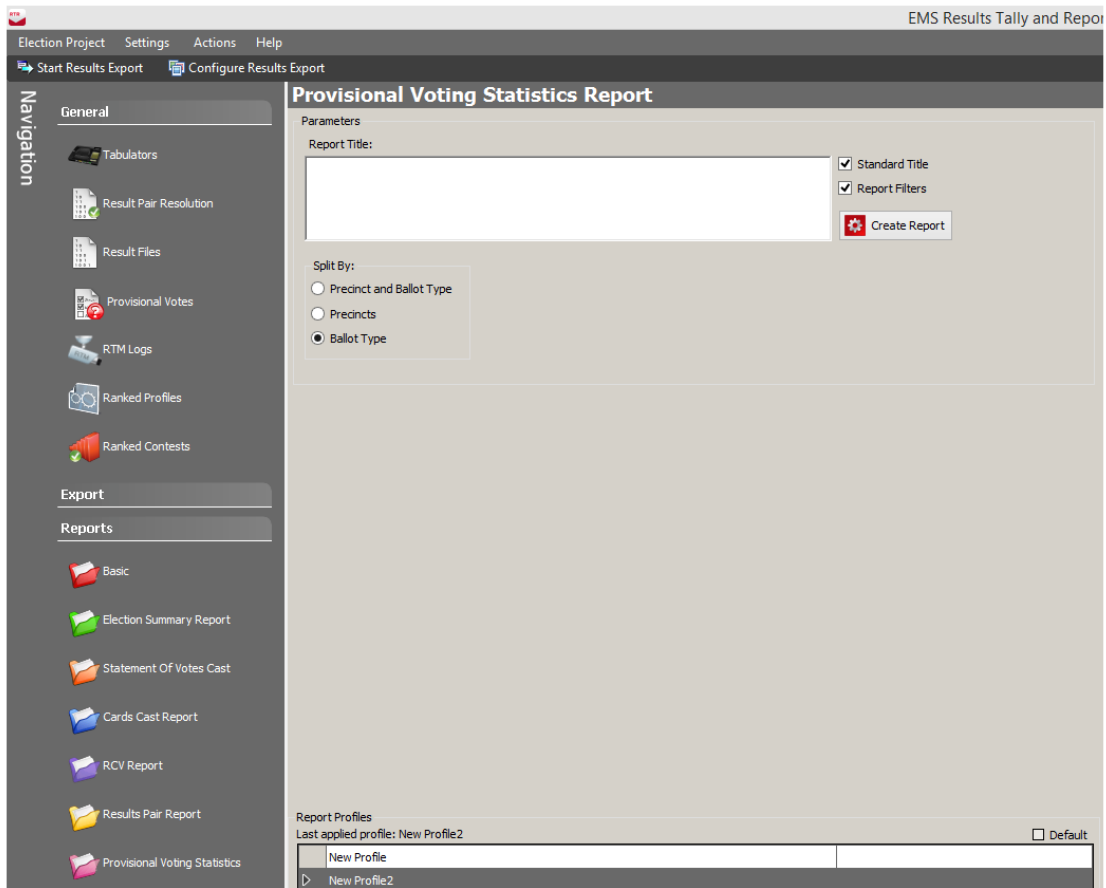 EMS Results Tally and Repor
Election Project Settings Actions Help
Start Results Export Configure Results Export
Navigation
General
Tabulators
Result Pair Resolution
Result Files
Provisional Votes
RTM Logs
Ranked Profiles
Ranked Contests
Export
Reports
Basic
Election Summary Report
Statement Of Votes Cast
Cards Cast Report
RCV Report
Results Pair Report
Provisional Voting Statistics
Provisional Voting Statistics Report
Parameters
Report Title:
Standard Title
Report Filters
Create Report
Split By:
Precinct and Ballot Type
Precincts
Ballot Type
Report Profiles
Last applied profile: New Profile2
Default
New Profile
New Profile2